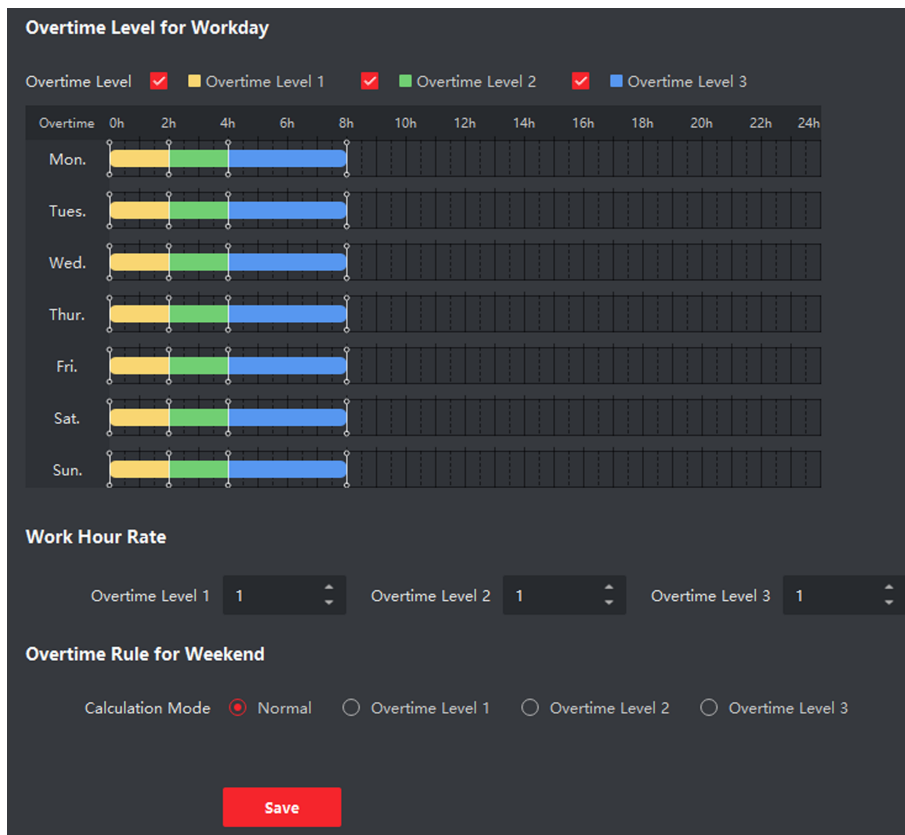 Overtime Level for Workday
Overtime Level Overtime Level 1 Overtime Level 2 Overtime Level 3
Overtime 0h 2h 4h 6h 8h 10h 12h 14h 16h 18h 20h 22h 24h
Mon.
Tues.
Wed.
Thur.
Fri.
Sat.
Sun.
Work Hour Rate
Overtime Level 1 1 Overtime Level 2 1 Overtime Level 3 1
Overtime Rule for Weekend
Calculation Mode Normal Overtime Level 1 Overtime Level 2 Overtime Level 3
Save